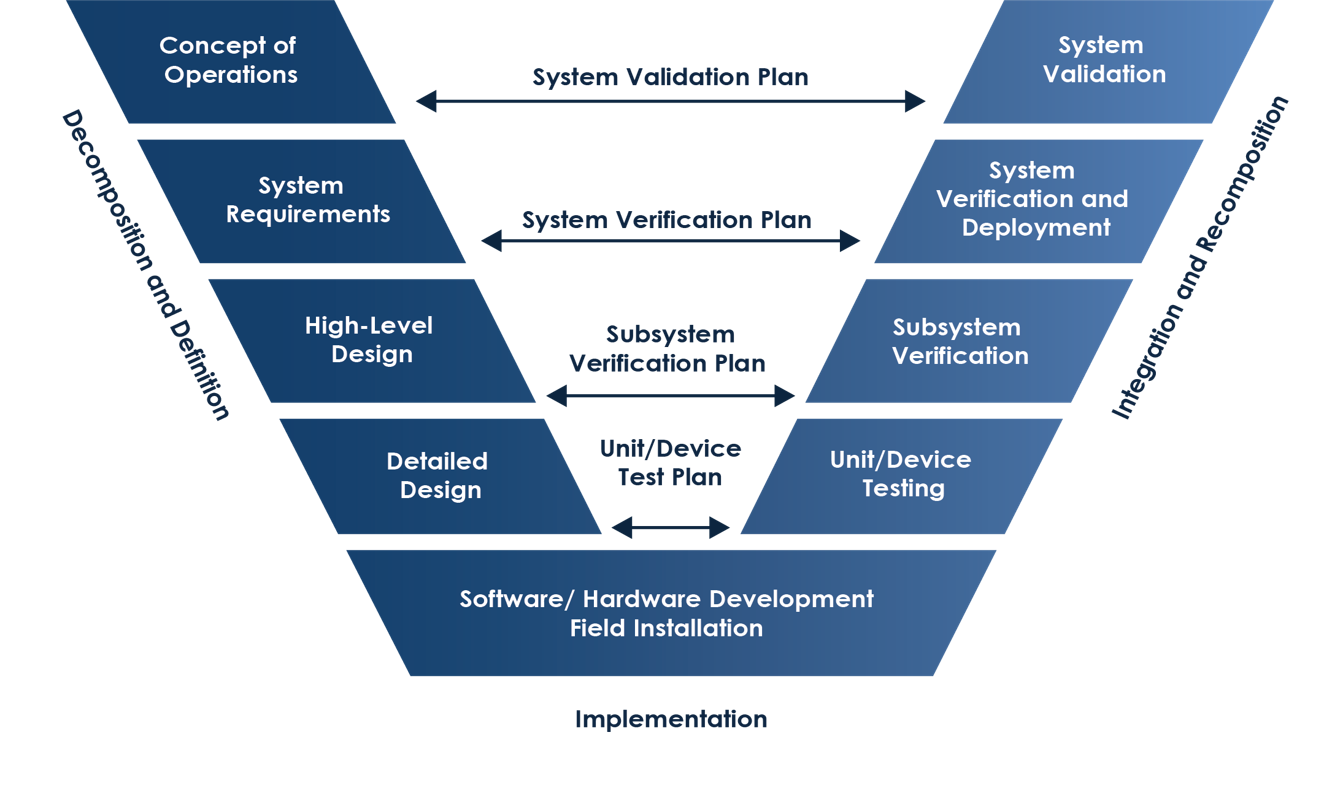 Concept of
Operations
System Validation Plan
System
Validation
Decomposition and Definition
Integration and Recomposition
System
Requirements
System Verification Plan
System
Verification and
Deployment
High-Level
Design
Subsystem
Verification Plan
Subsystem
Verification
Detailed
Design
Unit/Device
Test Plan
Unit/Device
Testing
Software/ Hardware Development
Field Installation
Implementation